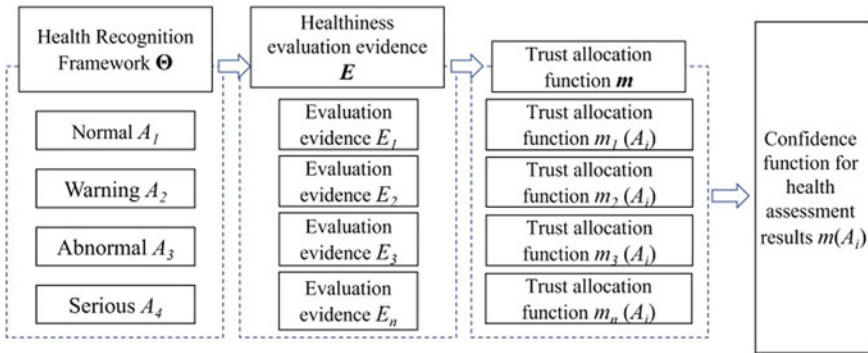 Health Recognition
Framework Θ
Normal A1
Warning A2
Abnormal A3
Serious A4
Healthiness
evaluation evidence
E
Evaluation
evidence E1
Evaluation
evidence E2
Evaluation
evidence E3
Evaluation
evidence En
Trust allocation
function m
Trust allocation
function m1 (Ai)
Trust allocation
function m2 (Ai)
Trust allocation
function m3 (Ai)
Trust allocation
function mn (Ai)
Confidence
function for
health
assessment
results m(Ai)